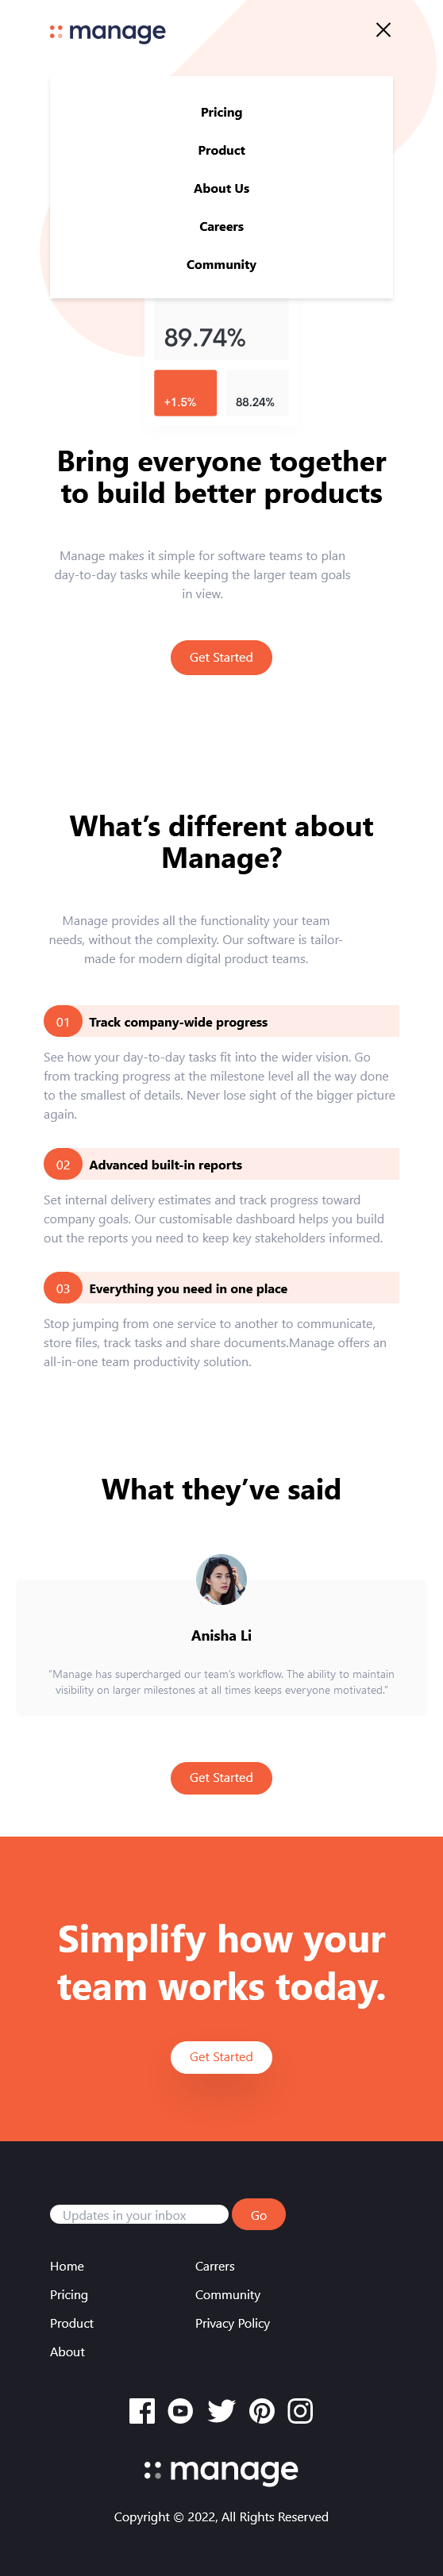 manage
Pricing
Product
About Us
Careers
Community
89.74%
+1.5%
88.24%
Bring everyone together
to build better products
Manage makes it simple for software teams to plan
day-to-day tasks while keeping the larger team goals
in view.
Get Started
What’s different about
Manage?
Manage provides all the functionality your team
needs, without the complexity. Our software is tailor-
made for modern digital product teams.
01 Track company-wide progress
See how your day-to-day tasks fit into the wider vision. Go
from tracking progress at the milestone level all the way done
to the smallest of details. Never lose sight of the bigger picture
again.
02 Advanced built-in reports
Set internal delivery estimates and track progress toward
company goals. Our customisable dashboard helps you build
out the reports you need to keep key stakeholders informed.
03 Everything you need in one place
Stop jumping from one service to another to communicate,
store files, track tasks and share documents.Manage offers an
all-in-one team productivity solution.
What they’ve said
Anisha Li
“Manage has supercharged our team’s workflow. The ability to maintain
visibility on larger milestones at all times keeps everyone motivated.”
Get Started
Simplify how your
team works today.
Get Started
Updates in your inbox Go
Home
Pricing
Product
About
Carrers
Community
Privacy Policy
manage
Copyright © 2022, All Rights Reserved